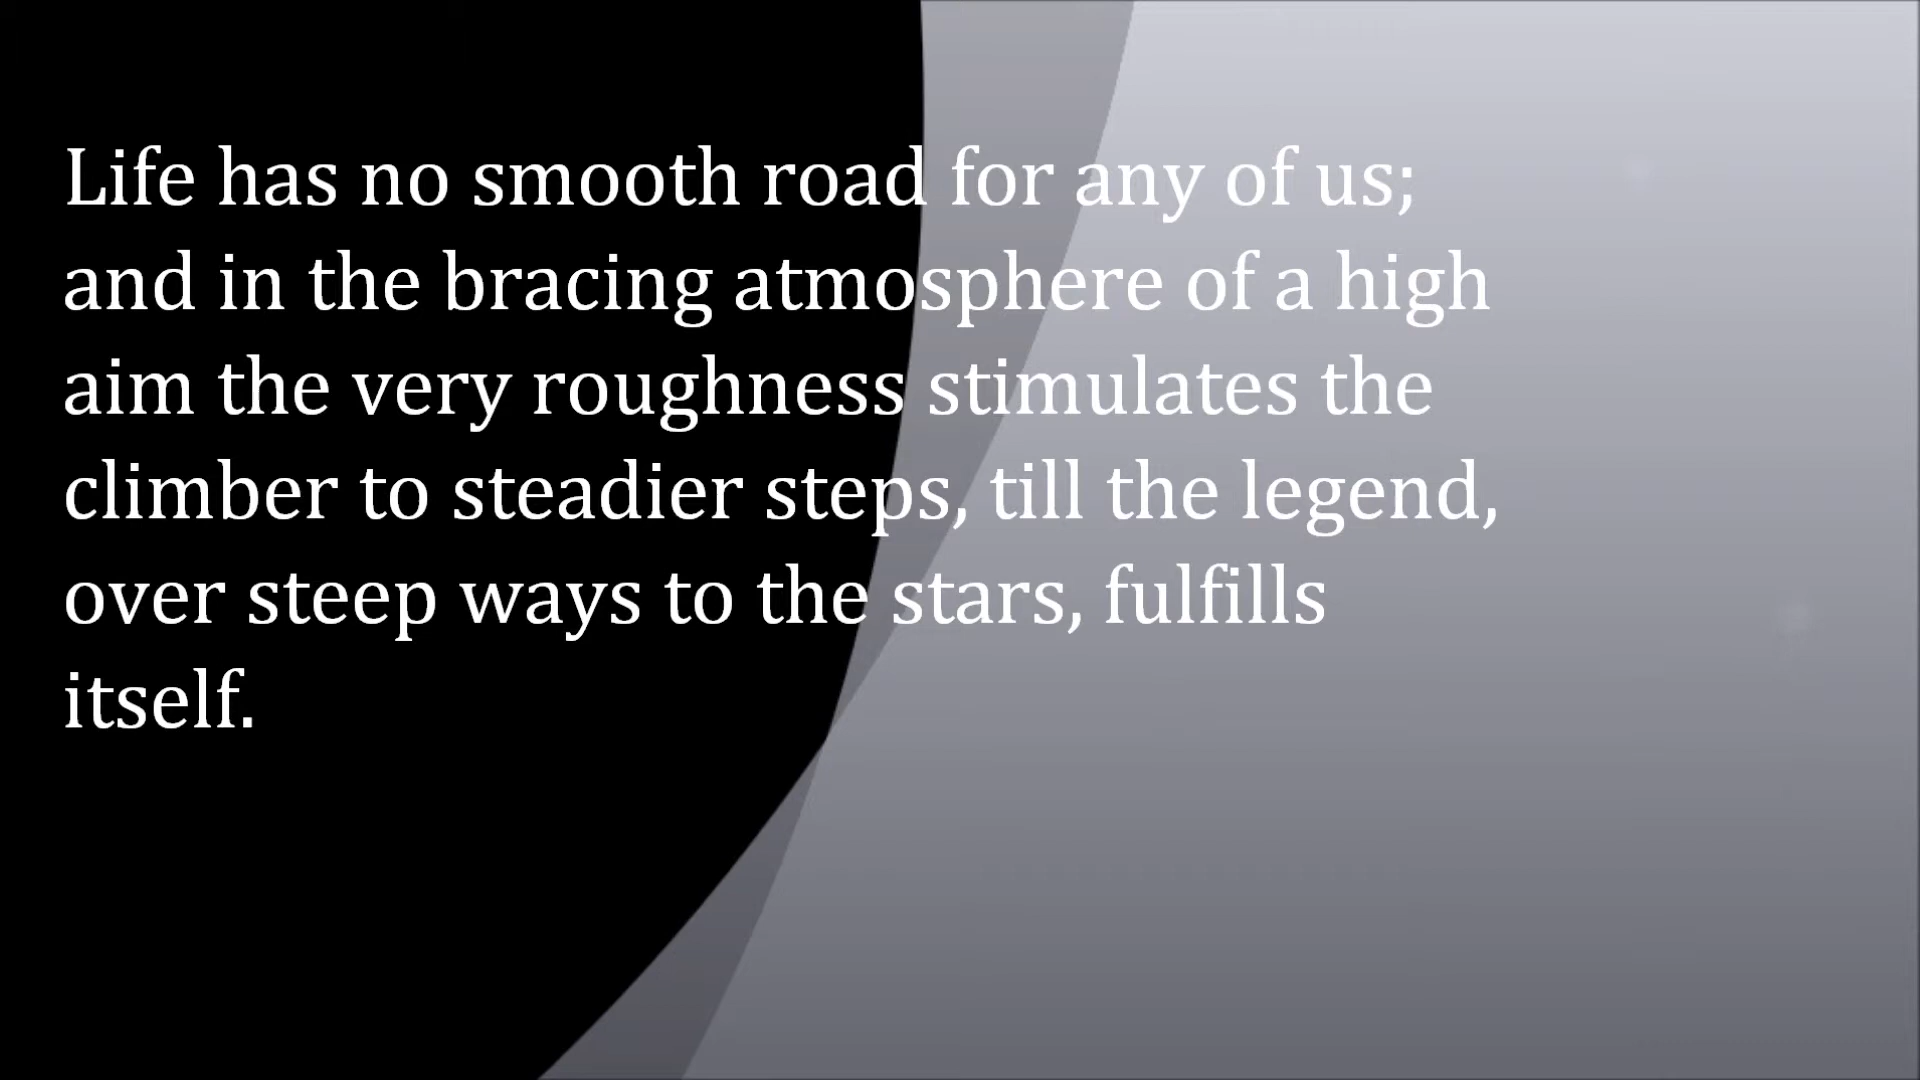 Life has no smooth road for any of us;
and in the bracing atmosphere of a high
aim the very roughness stimulates the
climber to steadier steps, till the legend,
over steep ways to the stars, fulfills
itself.